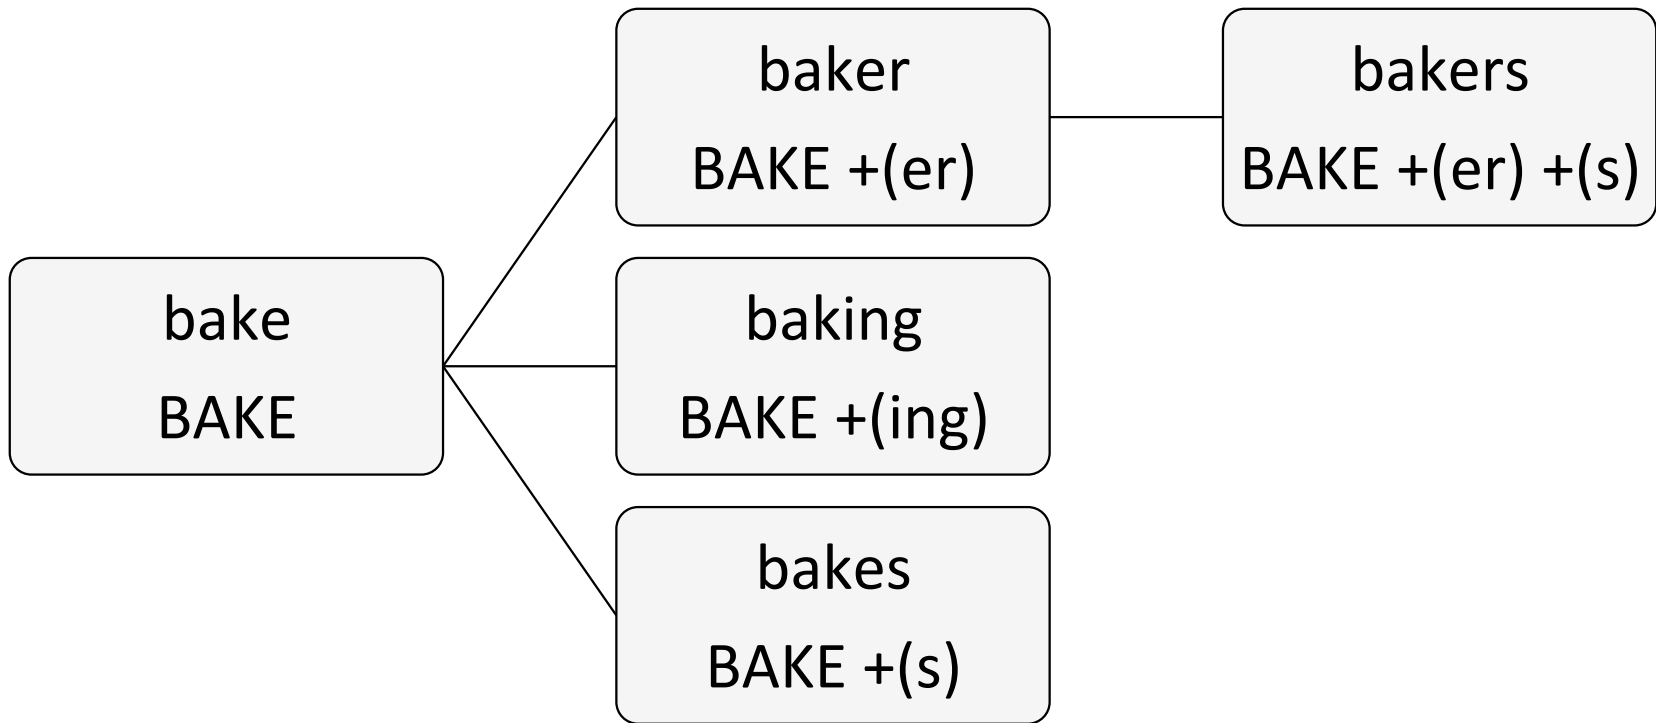 baker
BAKE +(er)
bakers
BAKE +(er) +(s)
bake
BAKE
baking
BAKE +(ing)
bakes
BAKE +(s)